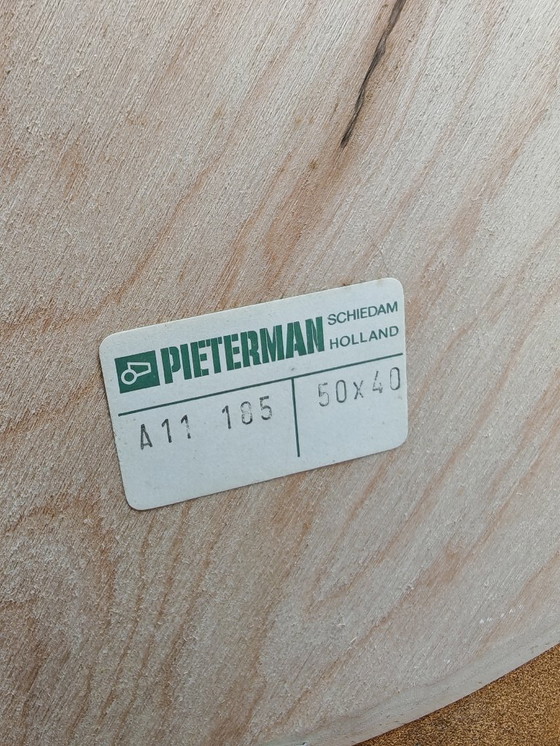 PIETERMAN SCHIEDAM
HOLLAND
A11 185 50x40